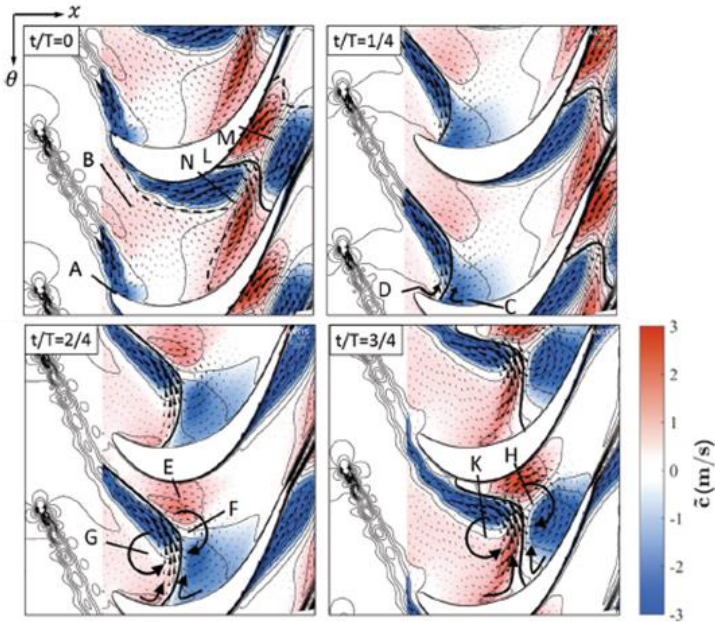 x
θ
t/T=0
B
A
M
L
N
t/T=1/4
D
C
t/T=2/4
E
F
G
t/T=3/4
K
H
3
2
1
0
-1
-2
-3
c̃ (m/s)